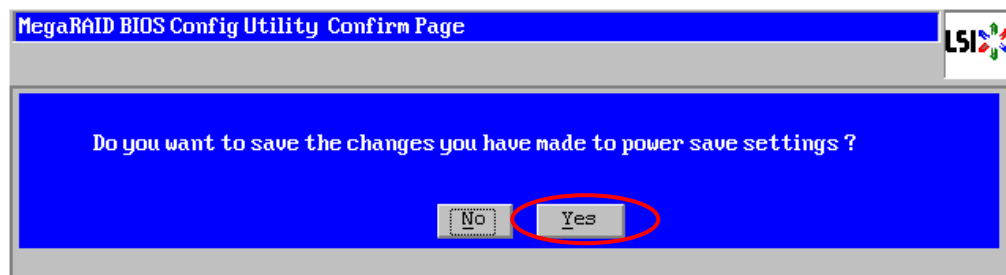 MegaRAID BIOS Config Utility Confirm Page
LSI
Do you want to save the changes you have made to power save settings ?
No Yes